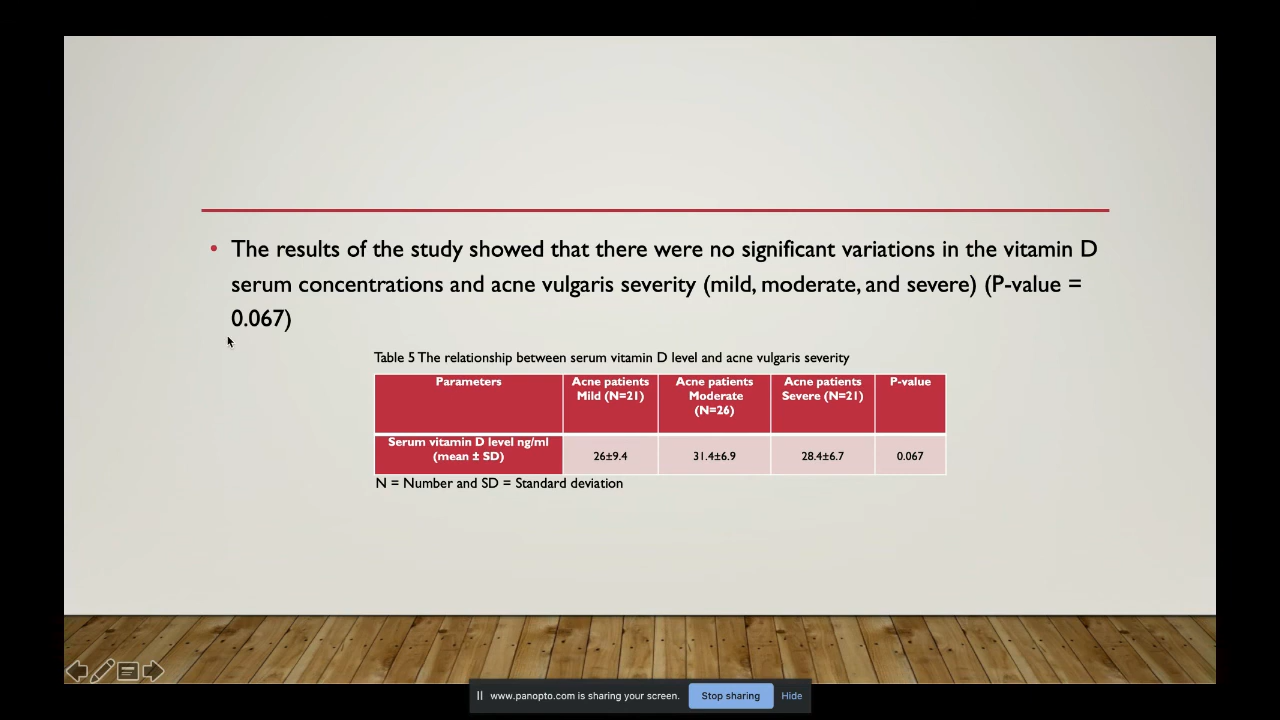 The results of the study showed that there were no significant variations in the vitamin D
serum concentrations and acne vulgaris severity (mild, moderate, and severe) (P-value =
0.067)
Table 5 The relationship between serum vitamin D level and acne vulgaris severity
Parameters
Acne patients
Mild (N=21)
Acne patients
Moderate
(N=26)
Acne patients
Severe (N=21)
P-value
Serum vitamin D level ng/ml
(mean ± SD)
26±9.4
31.4±6.9
28.4±6.7
0.067
N = Number and SD = Standard deviation
www.panopto.com is sharing your screen.
Stop sharing
Hide